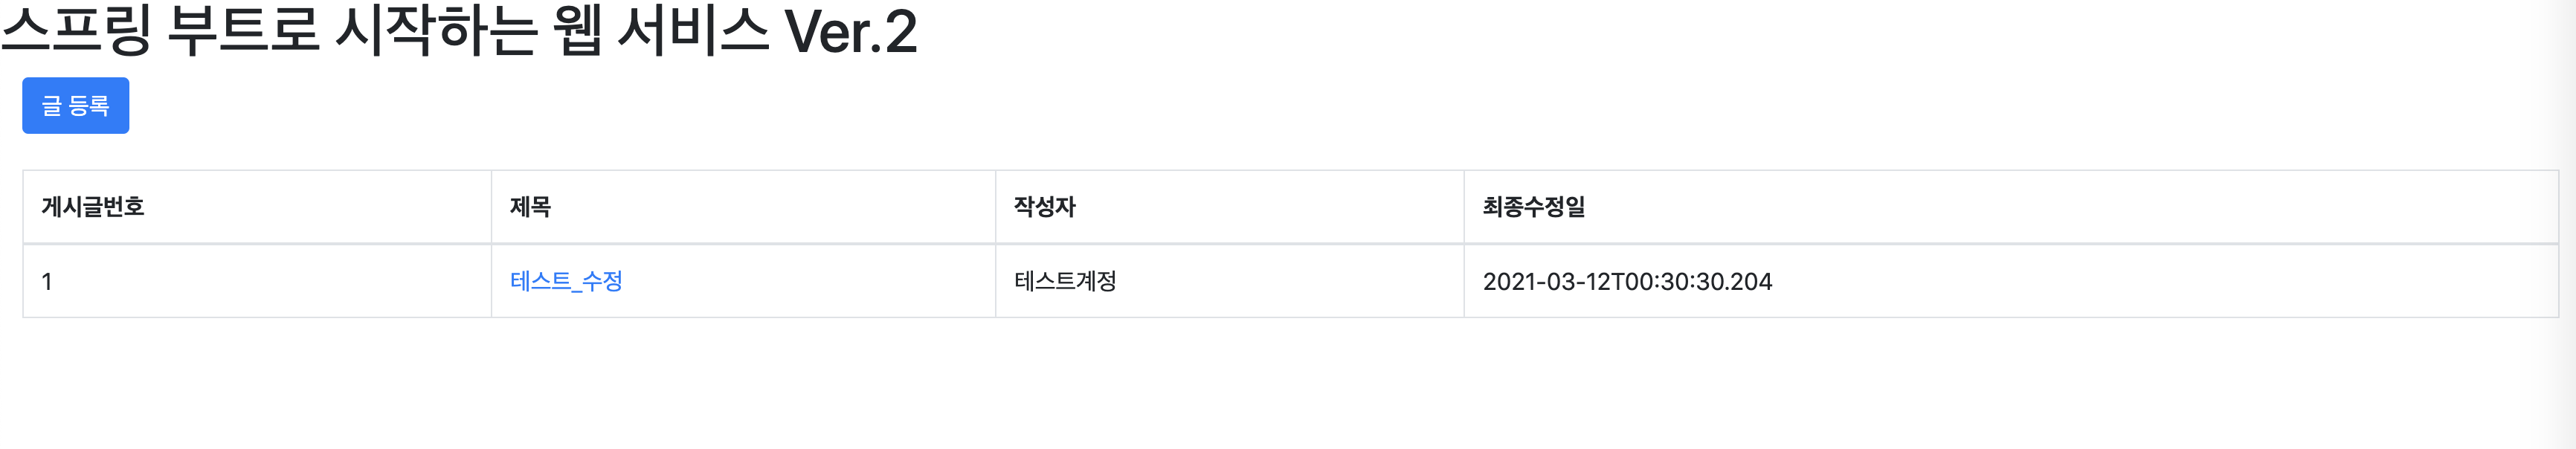 스프링 부트로 시작하는 웹 서비스 Ver.2
글 등록
게시글번호 제목 작성자 최종수정일
1 테스트_수정 테스트계정 2021-03-12T00:30:30.204